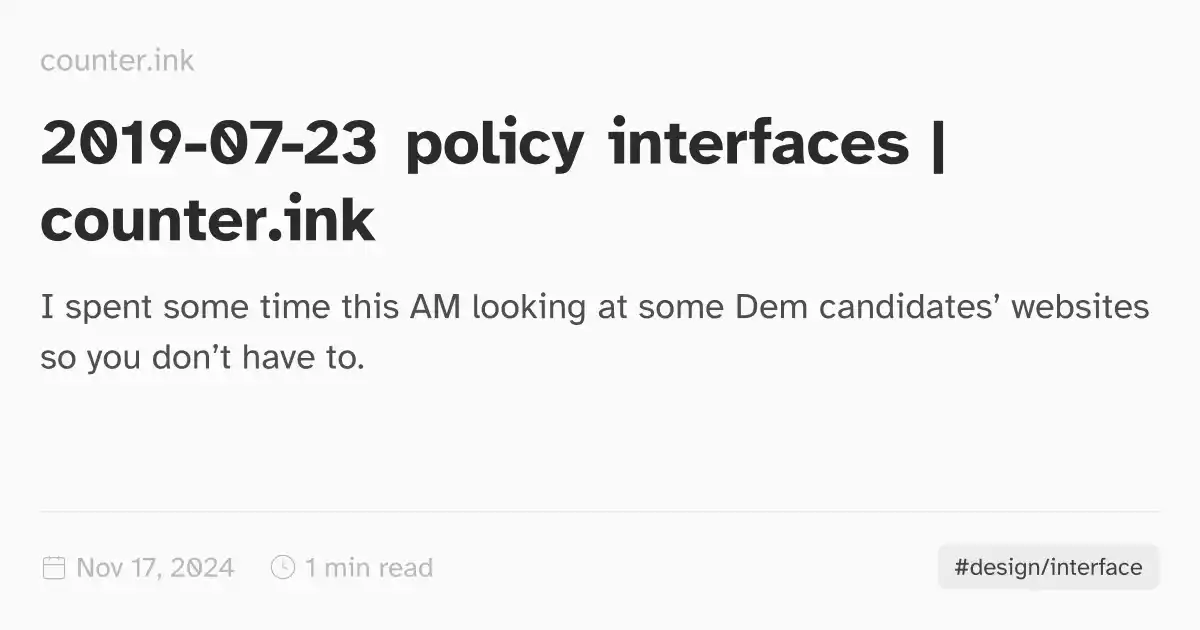 counter.ink
2019-07-23 policy interfaces |
counter.ink
I spent some time this AM looking at some Dem candidates’ websites
so you don’t have to.
Nov 17, 2024
1 min read
#design/interface